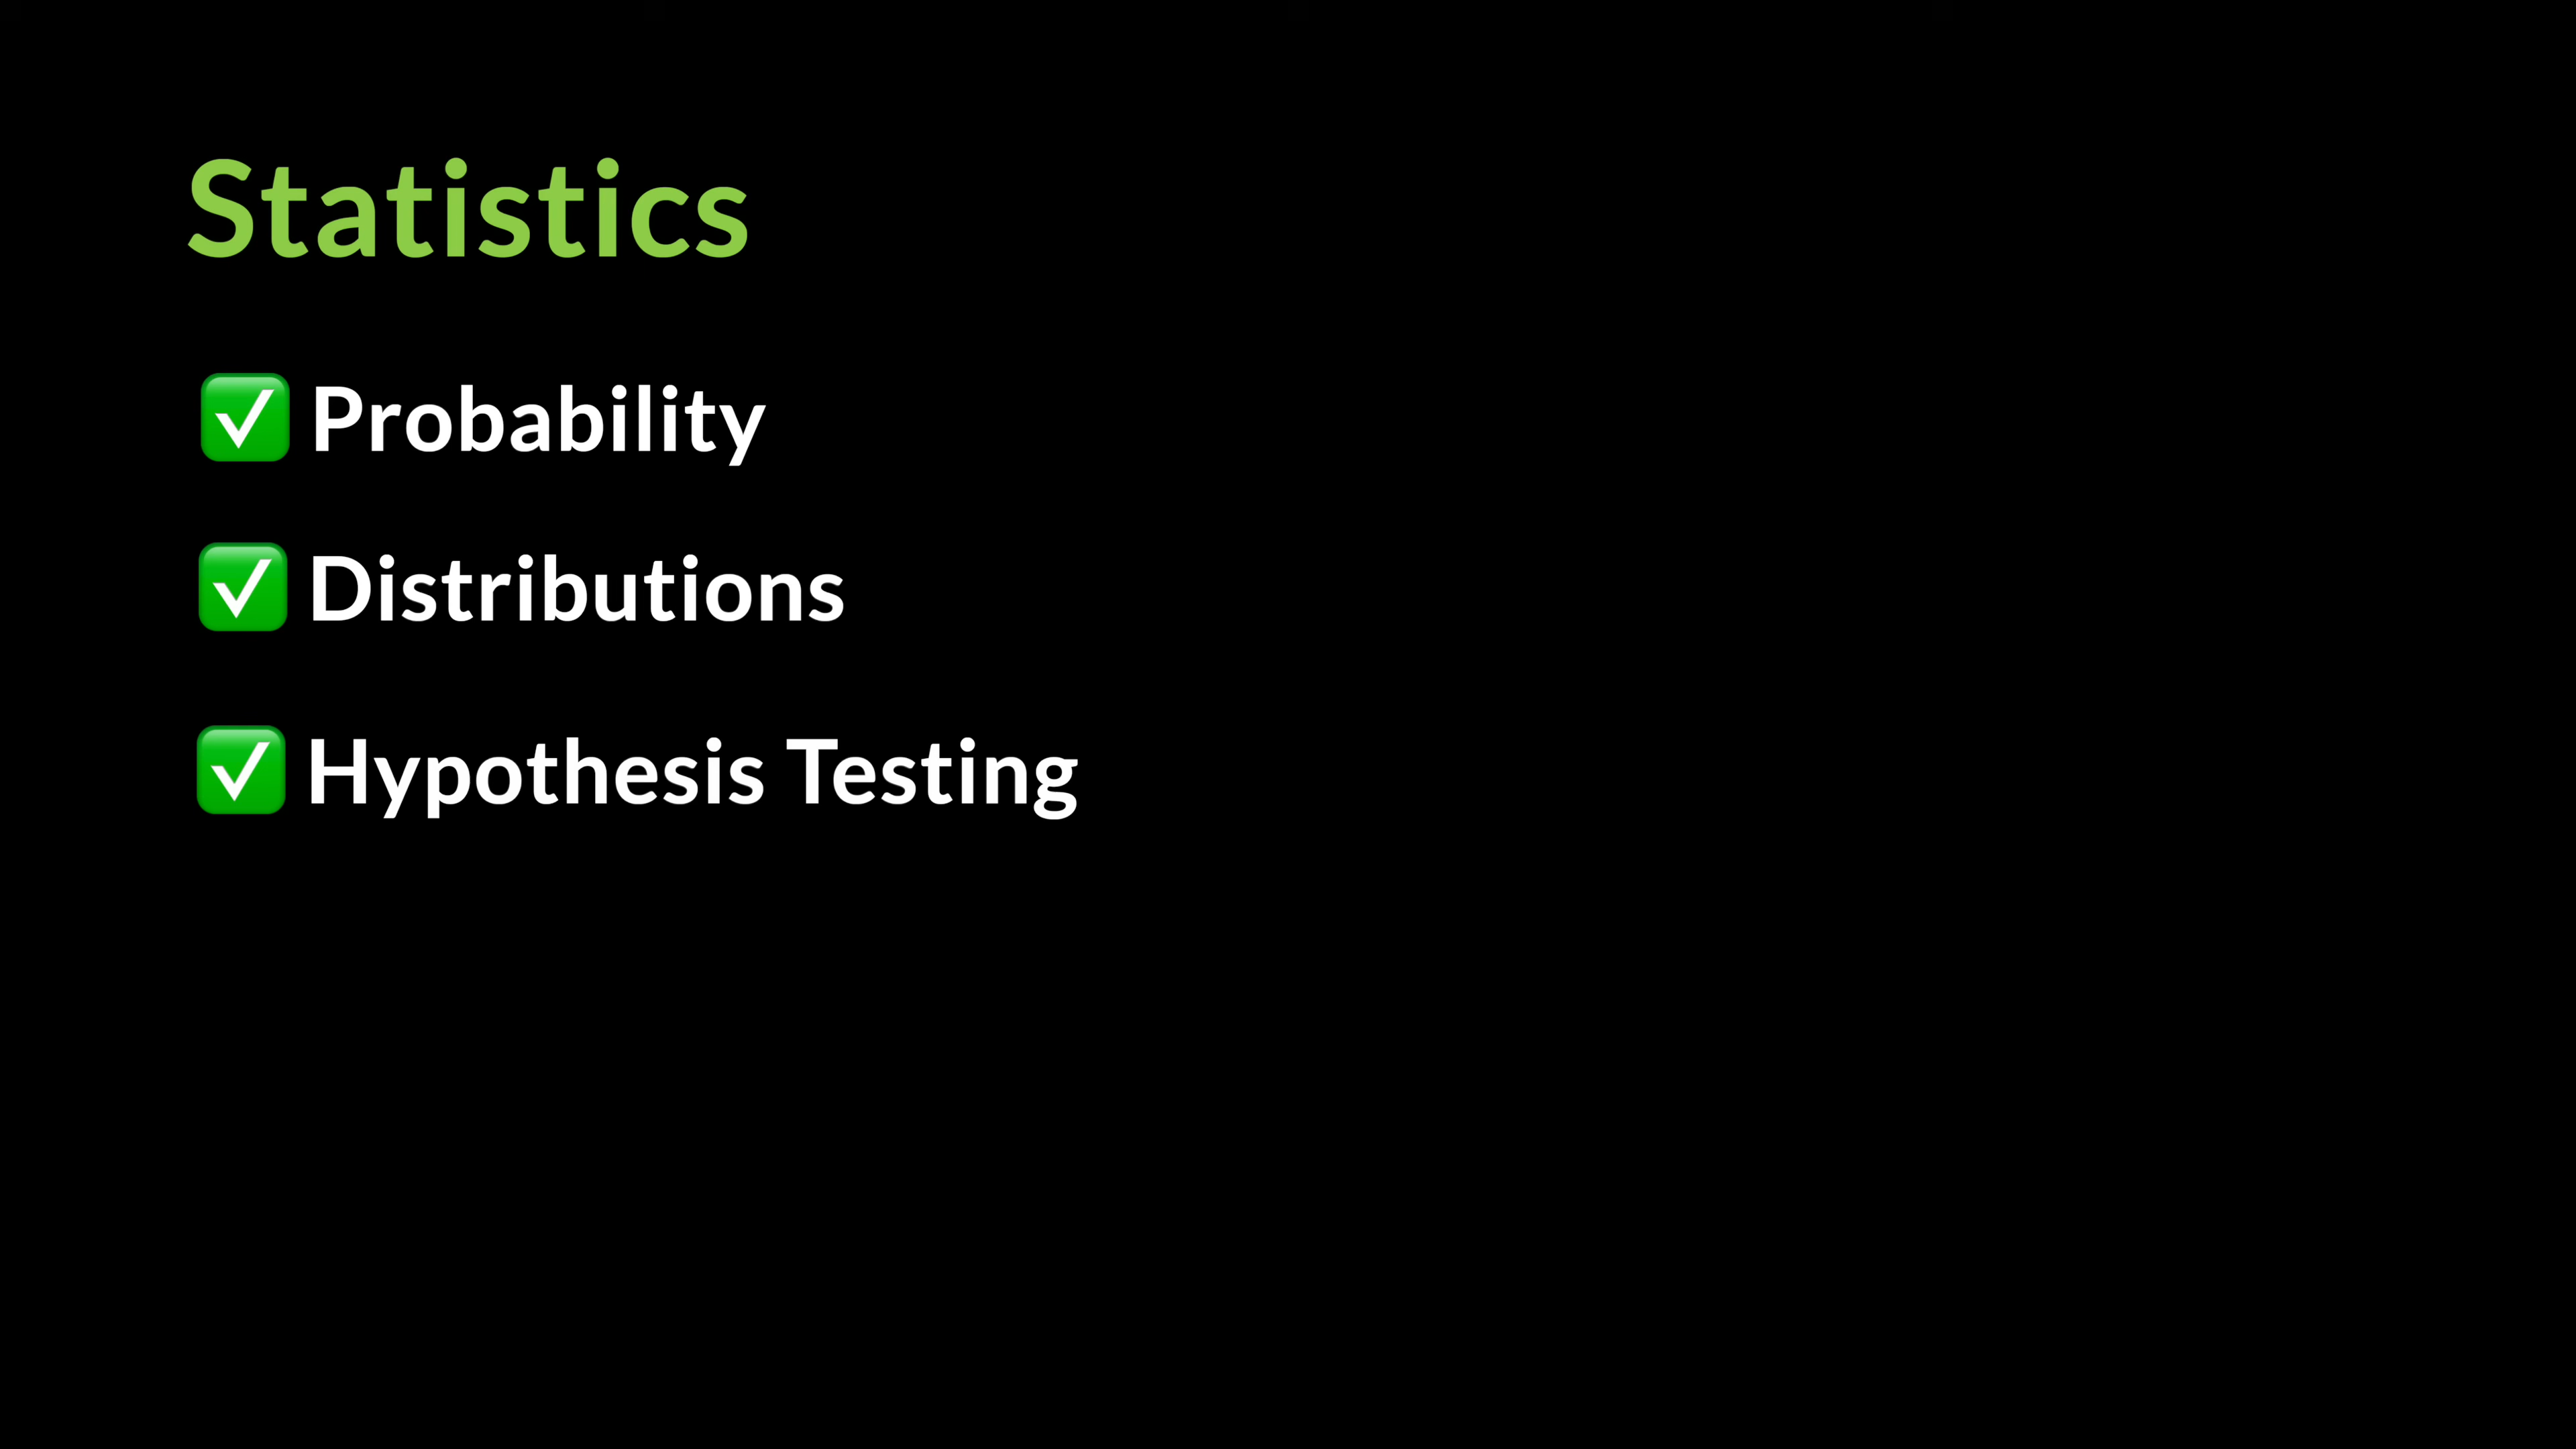 Statistics
✅ Probability
✅ Distributions
✅ Hypothesis Testing